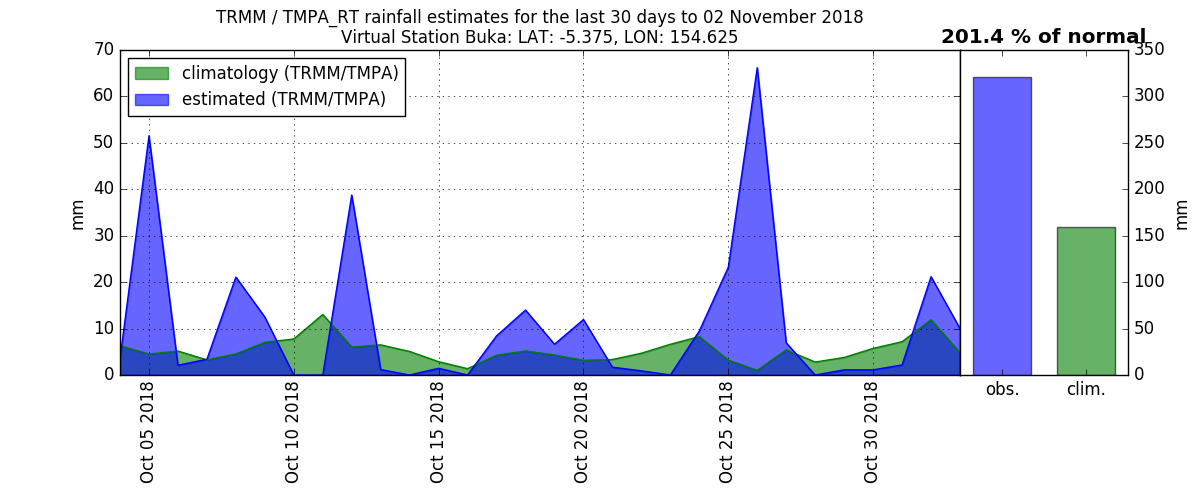 TRMM / TMPA_RT rainfall estimates for the last 30 days to 02 November 2018
Virtual Station Buka: LAT: -5.375, LON: 154.625
201.4 % of normal
climatology (TRMM/TMPA)
estimated (TRMM/TMPA)
mm
70
60
50
40
30
20
10
0
Oct 05 2018
Oct 10 2018
Oct 15 2018
Oct 20 2018
Oct 25 2018
Oct 30 2018
obs.
clim.
350
300
250
200
150
100
50
0
mm